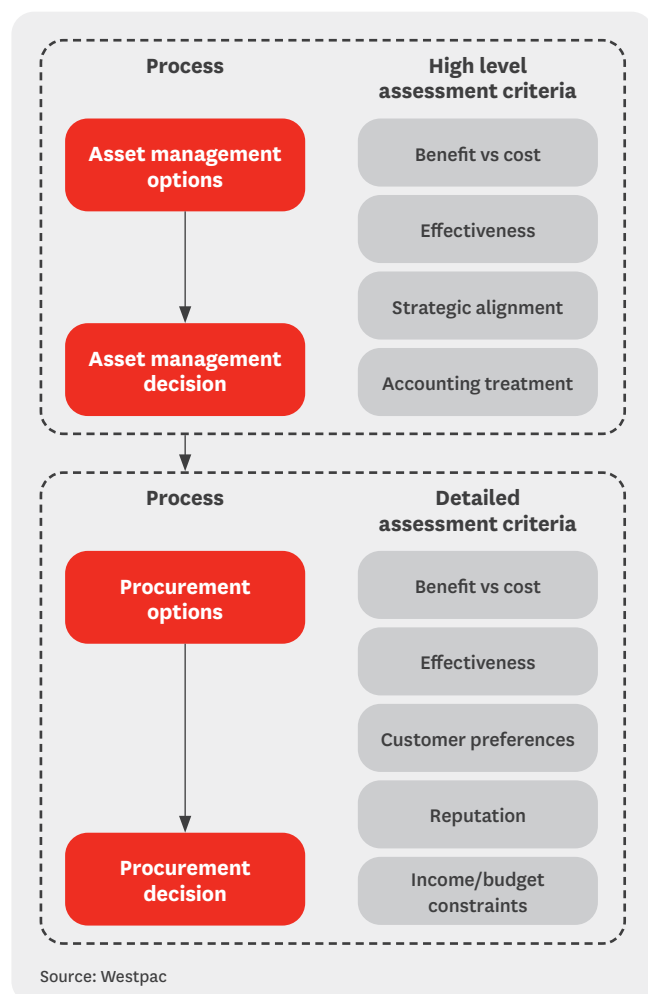 Process
High level
assessment criteria
Asset management
options
Benefit vs cost
Effectiveness
Strategic alignment
Asset management
decision
Accounting treatment
Process
Detailed
assessment criteria
Procurement
options
Benefit vs cost
Effectiveness
Customer preferences
Reputation
Procurement
decision
Income/budget
constraints
Source: Westpac